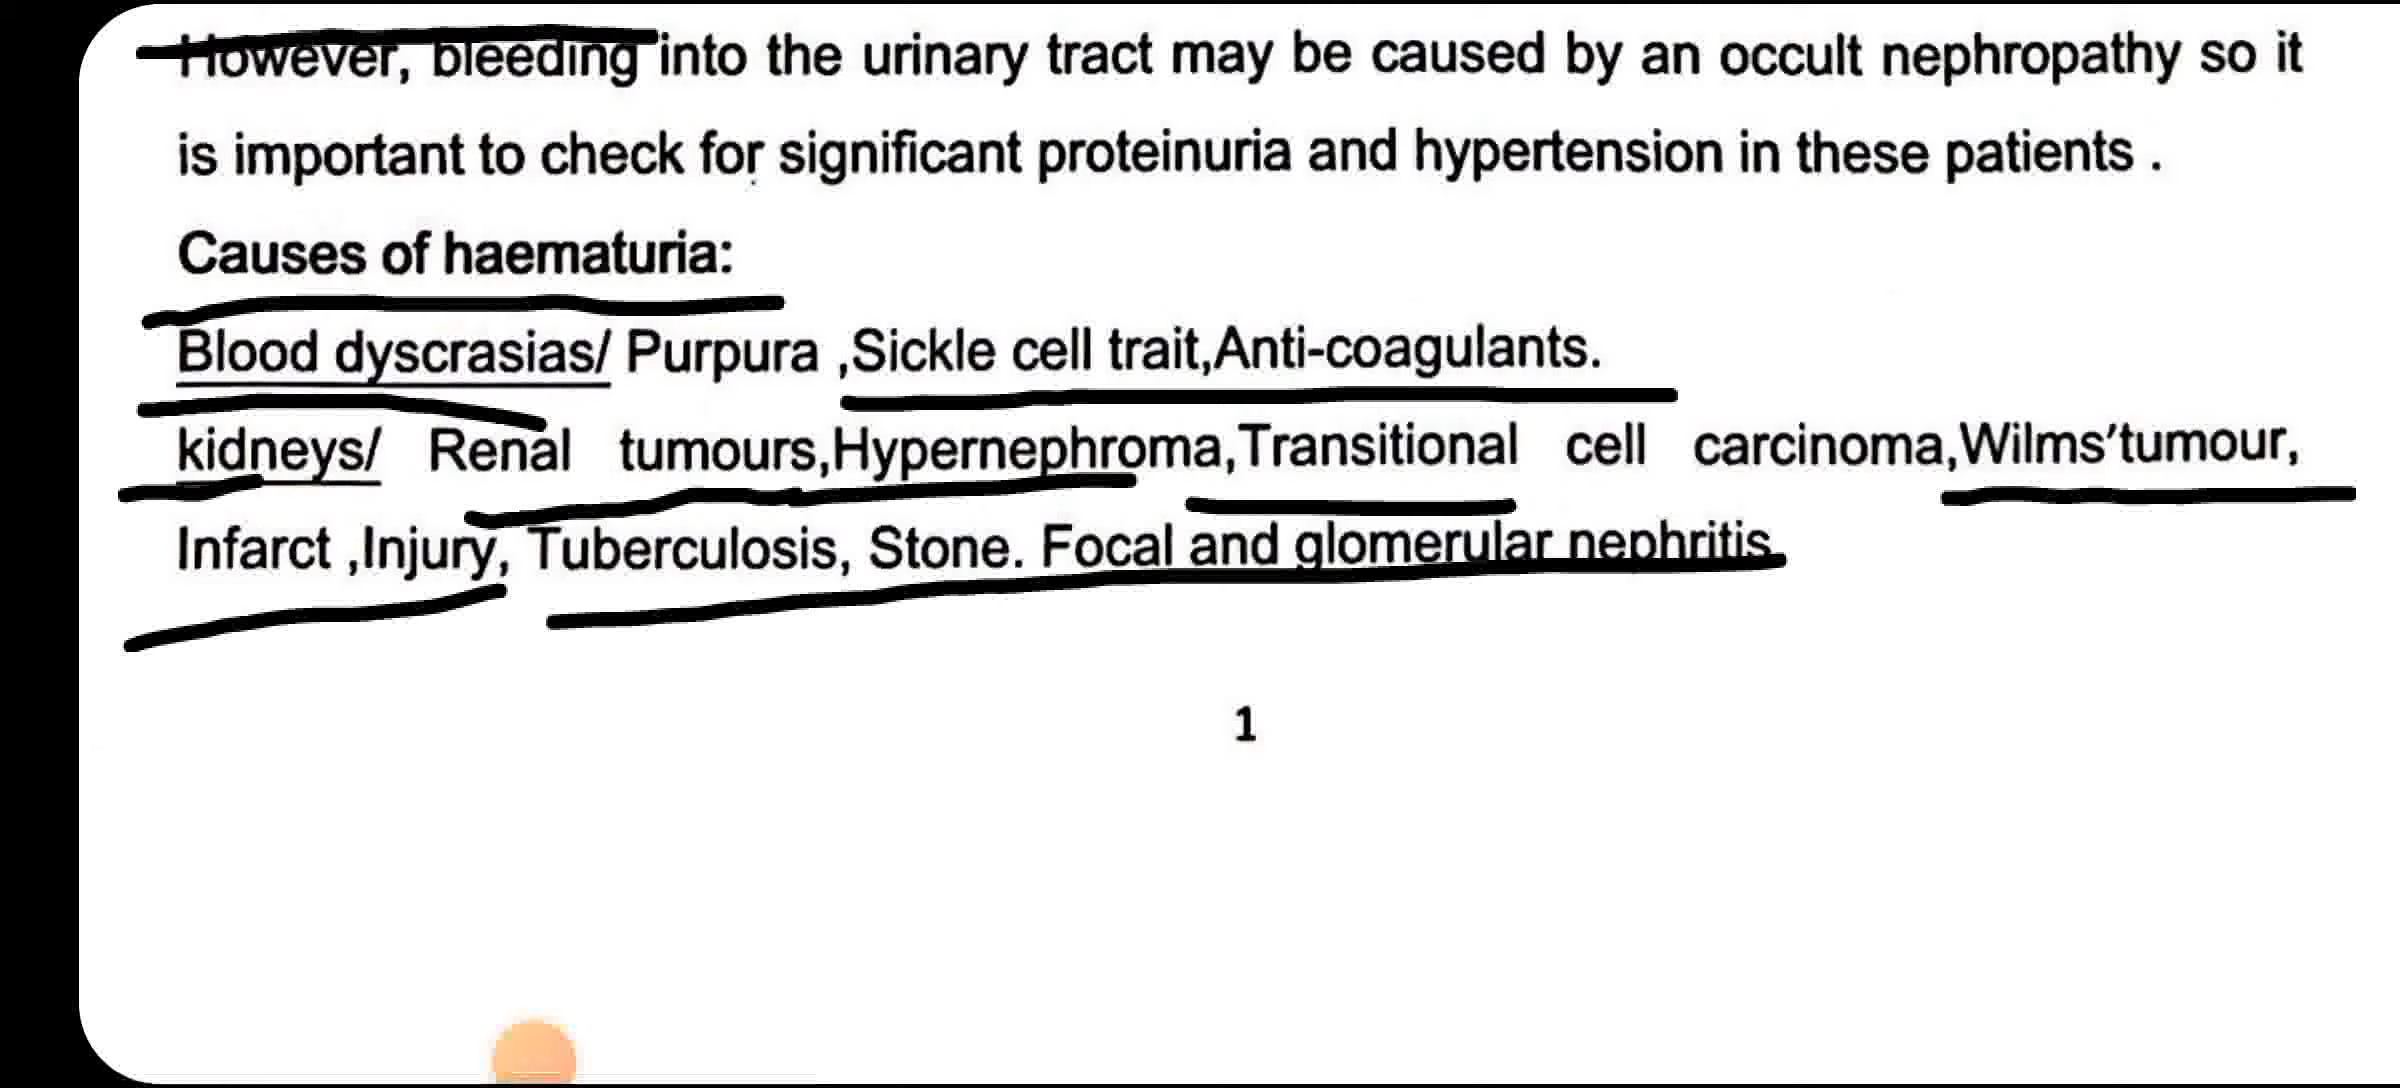 However, bleeding into the urinary tract may be caused by an occult nephropathy so it
is important to check for significant proteinuria and hypertension in these patients .
Causes of haematuria:
Blood dyscrasias/ Purpura ,Sickle cell trait,Anti-coagulants.
kidneys/ Renal tumours,Hypernephroma,Transitional cell carcinoma,Wilms’tumour,
Infarct ,Injury, Tuberculosis, Stone. Focal and glomerular nephritis.
1